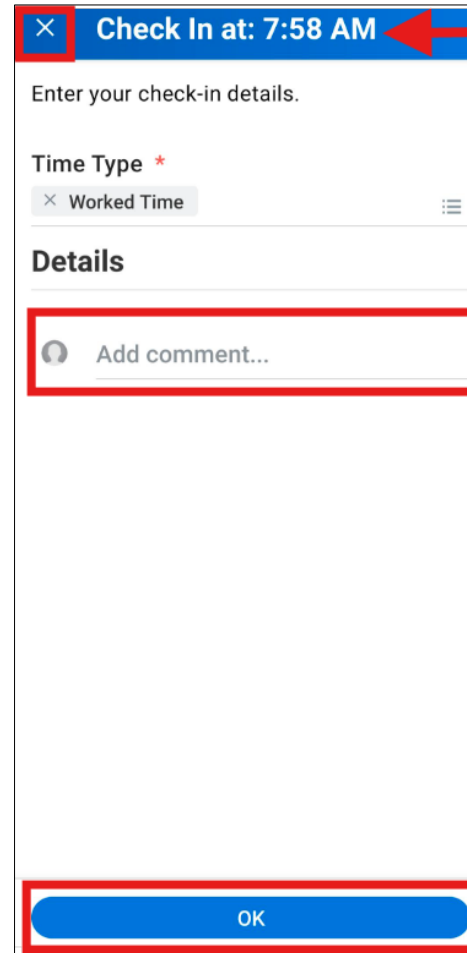 Check In at: 7:58 AM
Enter your check-in details.
Time Type *
× Worked Time
Details
Add comment...
OK